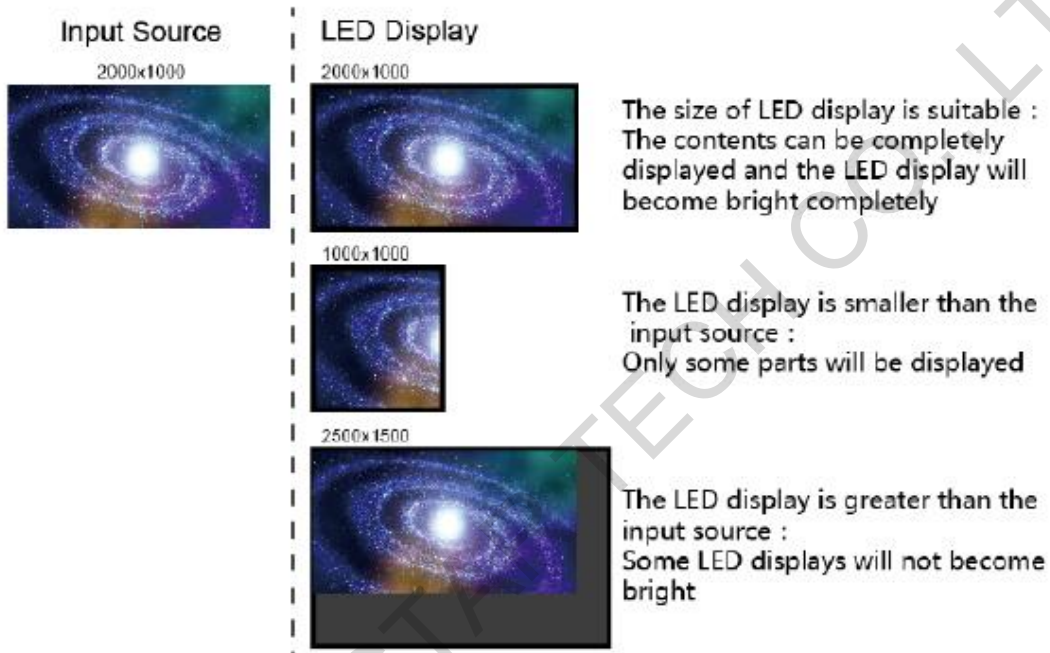 Input Source
LED Display
2000x1000
2000x1000
The size of LED display is suitable :
The contents can be completely
displayed and the LED display will
become bright completely
1000x1000
The LED display is smaller than the
input source :
Only some parts will be displayed
2500x1500
The LED display is greater than the
input source :
Some LED displays will not become
bright
TECH CO., LT